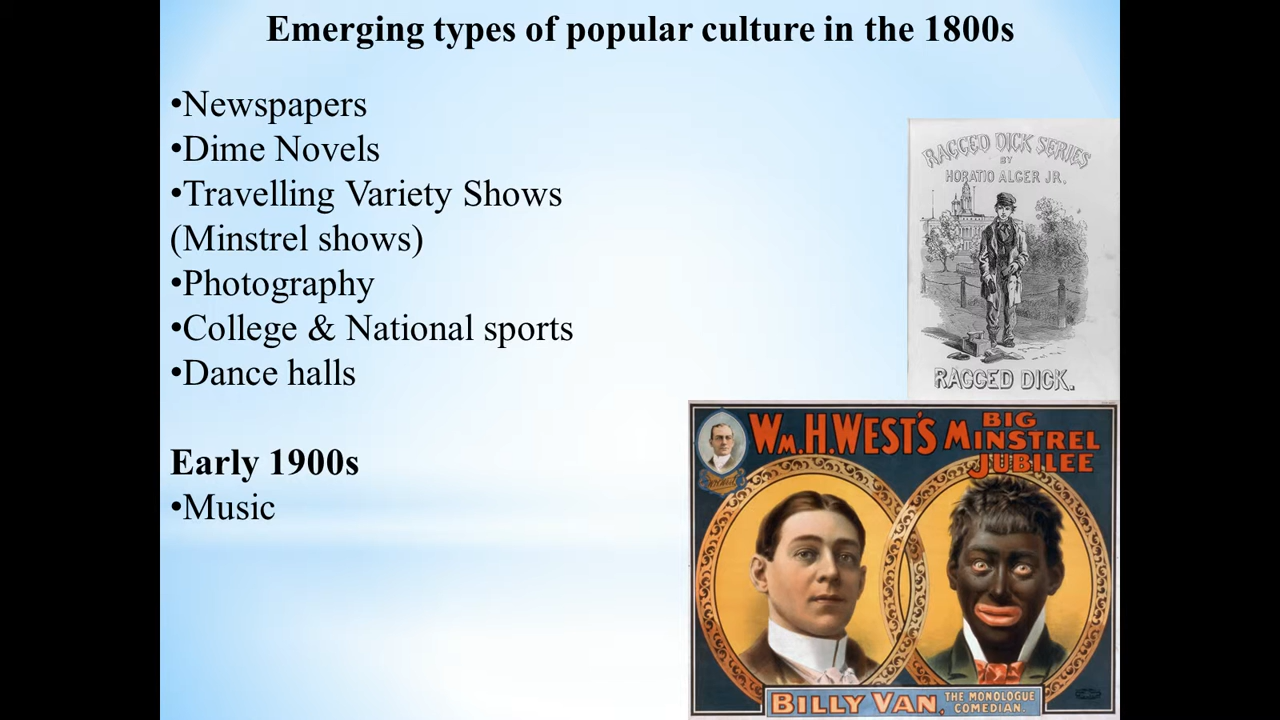 Emerging types of popular culture in the 1800s
•Newspapers
•Dime Novels
•Travelling Variety Shows
(Minstrel shows)
•Photography
•College & National sports
•Dance halls
Early 1900s
•Music
RAGGED DICK SERIES
BY
HORATIO ALGER JR.
RAGGED DICK.
WM. H. WEST'S
BIG
MINSTREL
JUBILEE
BILLY VAN,
THE MONOLOGUE
COMEDIAN.